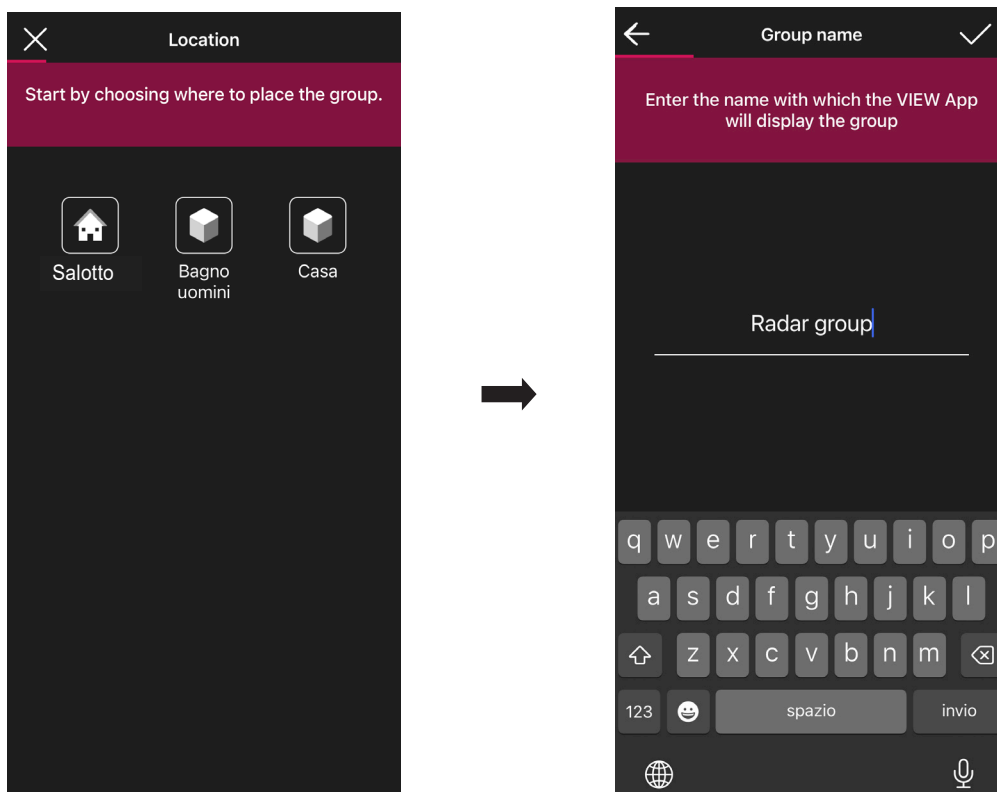 Location
Start by choosing where to place the group.
Salotto
Bagno
uomini
Casa
Group name
Enter the name with which the VIEW App
will display the group
Radar group
q w e r t y u i o p
a s d f g h j k l
z x c v b n m
123 spazio invio